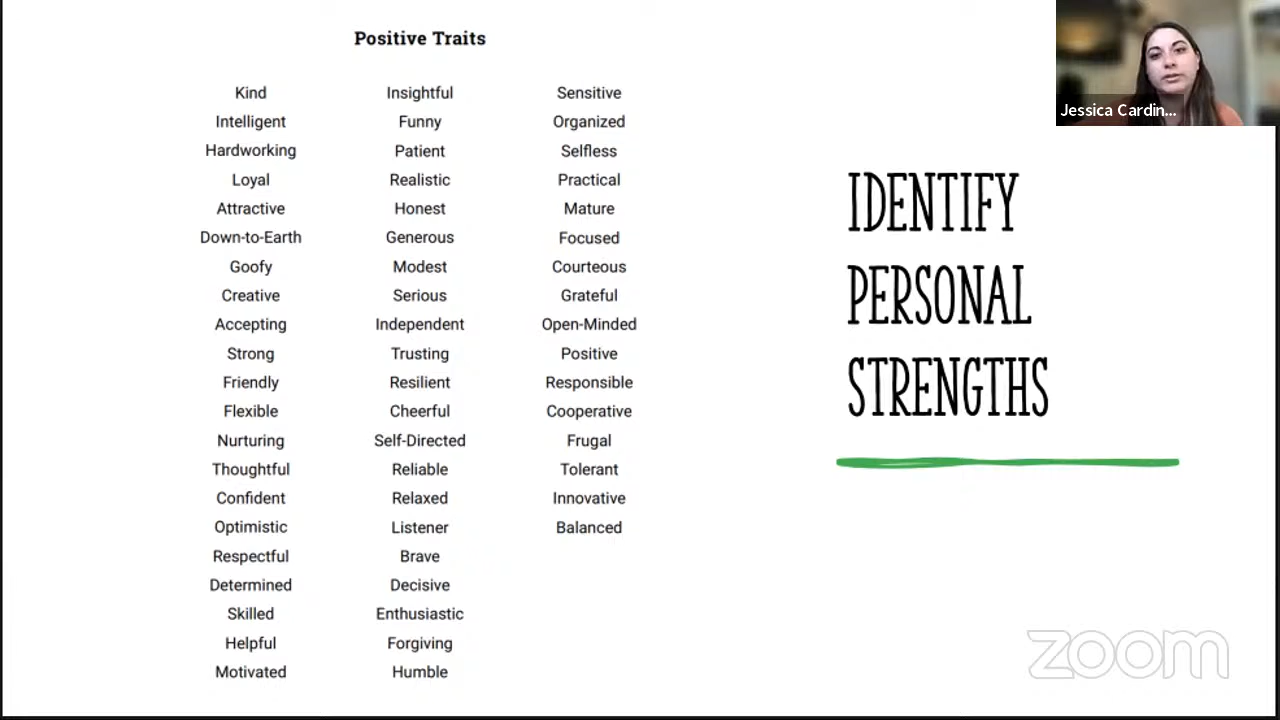 Positive Traits
Kind
Intelligent
Hardworking
Loyal
Attractive
Down-to-Earth
Goofy
Creative
Accepting
Strong
Friendly
Flexible
Nurturing
Thoughtful
Confident
Optimistic
Respectful
Determined
Skilled
Helpful
Motivated
Insightful
Funny
Patient
Realistic
Honest
Generous
Modest
Serious
Independent
Trusting
Resilient
Cheerful
Self-Directed
Reliable
Relaxed
Listener
Brave
Decisive
Enthusiastic
Forgiving
Humble
Sensitive
Organized
Selfless
Practical
Mature
Focused
Courteous
Grateful
Open-Minded
Positive
Responsible
Cooperative
Frugal
Tolerant
Innovative
Balanced
Jessica Cardin...
IDENTIFY
PERSONAL
STRENGTHS
zoom